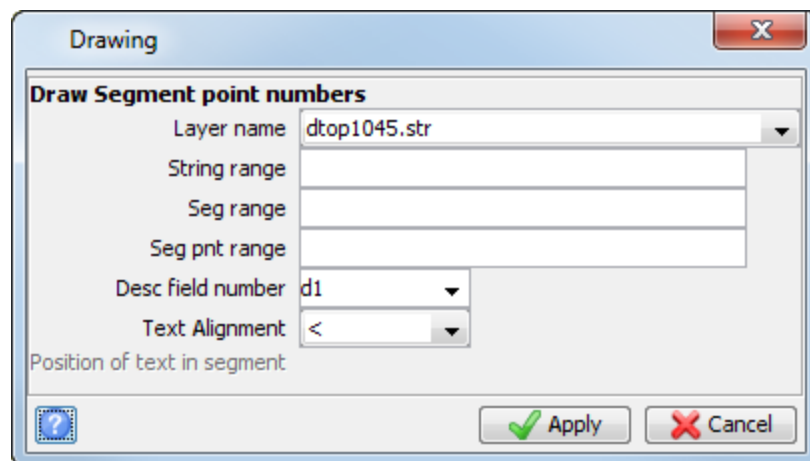 Drawing
Draw Segment point numbers
Layer name dtop1045.str
String range
Seg range
Seg pnt range
Desc field number d1
Text Alignment <
Position of text in segment
? Apply Cancel